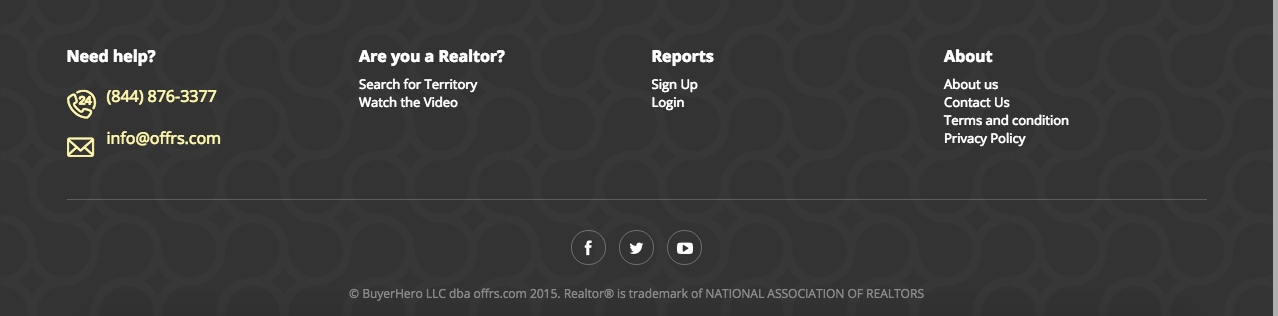 Need help?
24
(844) 876-3377
info@offrs.com
Are you a Realtor?
Search for Territory
Watch the Video
Reports
Sign Up
Login
About
About us
Contact Us
Terms and condition
Privacy Policy
© BuyerHero LLC dba offrs.com 2015. Realtor® is trademark of NATIONAL ASSOCIATION OF REALTORS